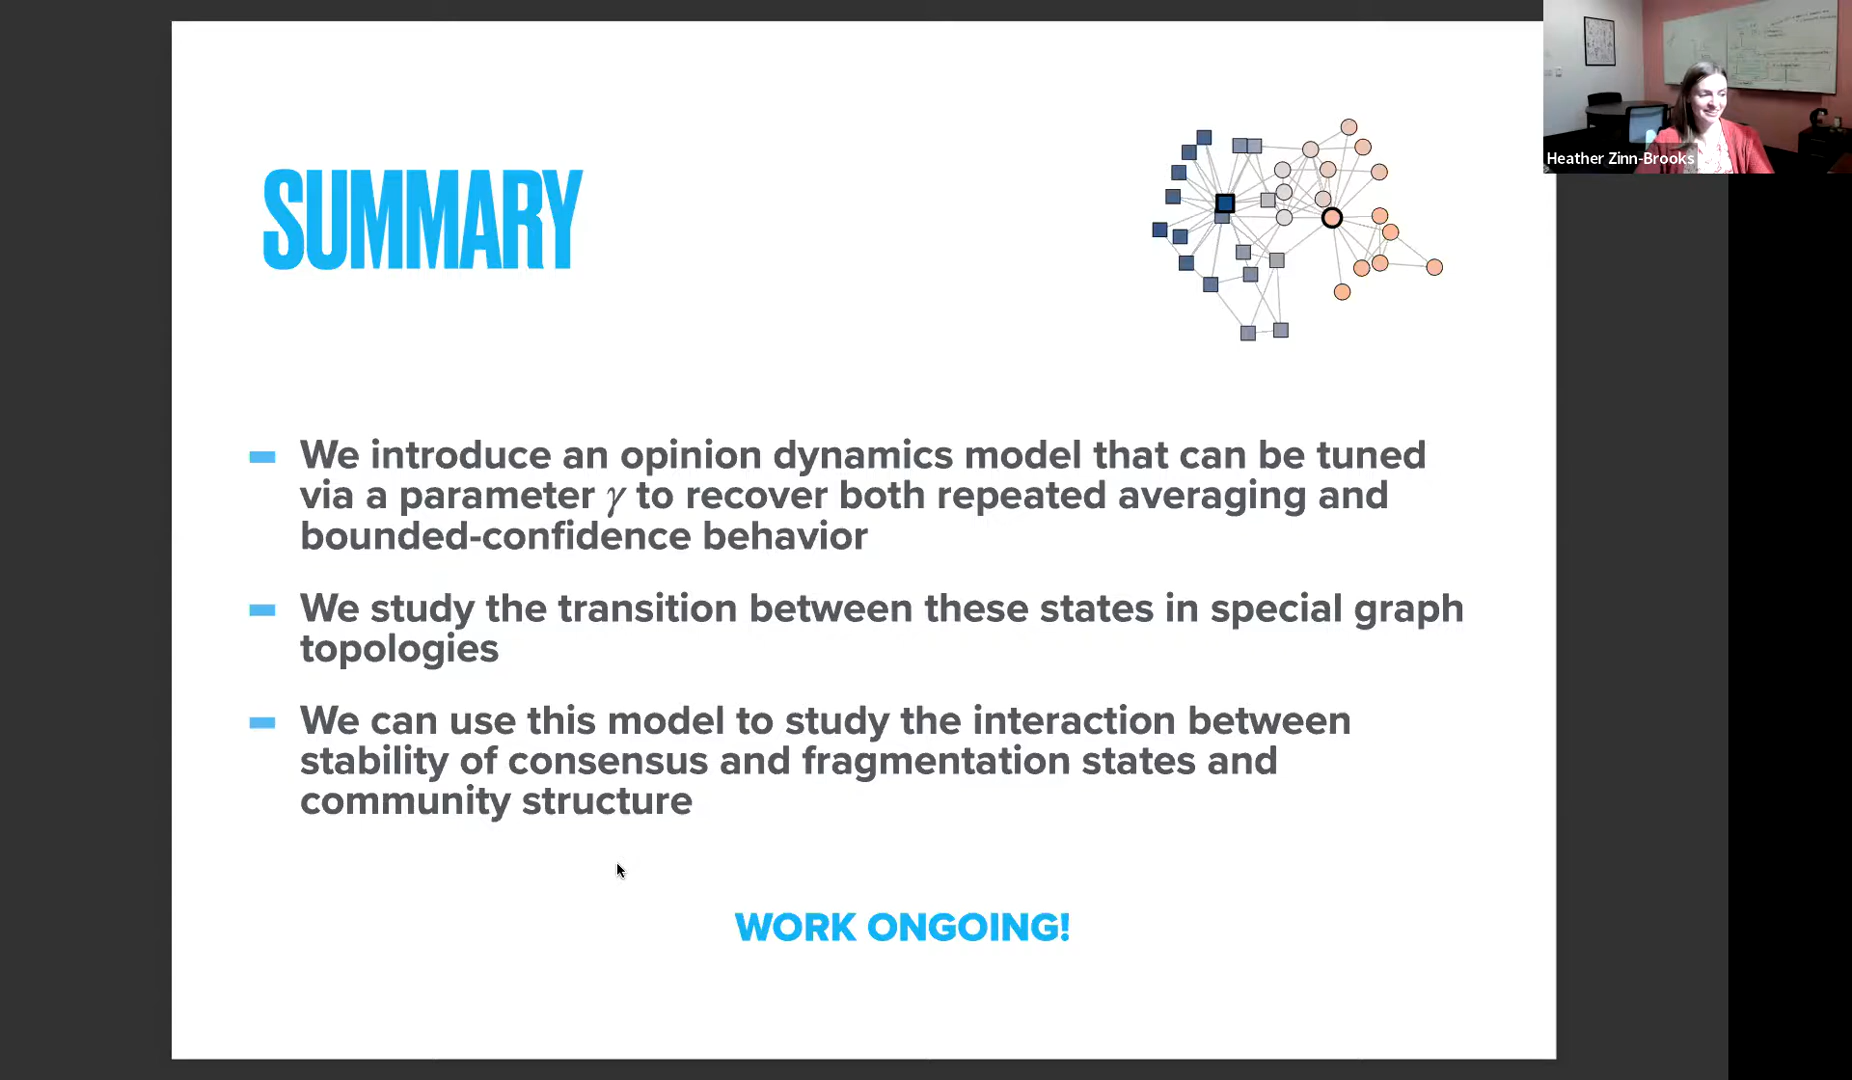 SUMMARY
Heather Zinn-Brooks
We introduce an opinion dynamics model that can be tuned
via a parameter γ to recover both repeated averaging and
bounded-confidence behavior
We study the transition between these states in special graph
topologies
We can use this model to study the interaction between
stability of consensus and fragmentation states and
community structure
WORK ONGOING!